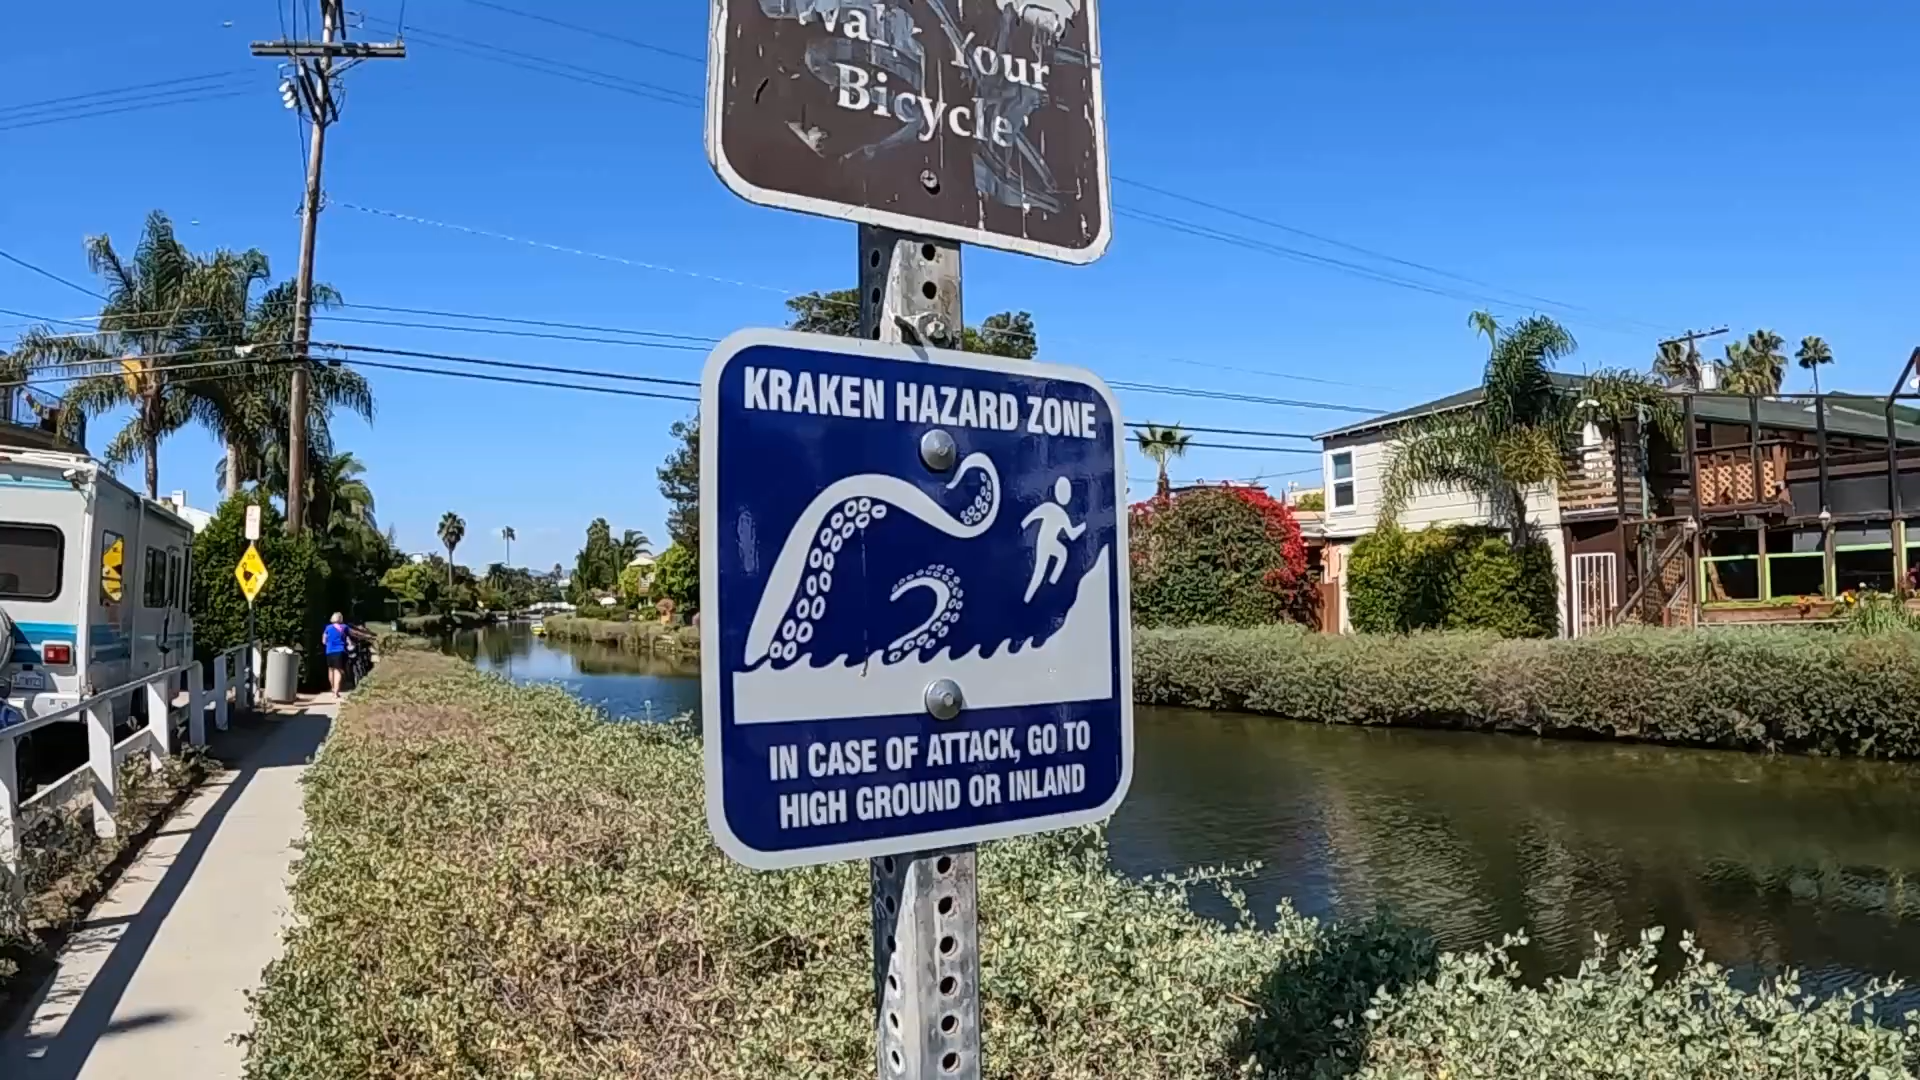 Walk Your
Bicycle
KRAKEN HAZARD ZONE
IN CASE OF ATTACK, GO TO
HIGH GROUND OR INLAND